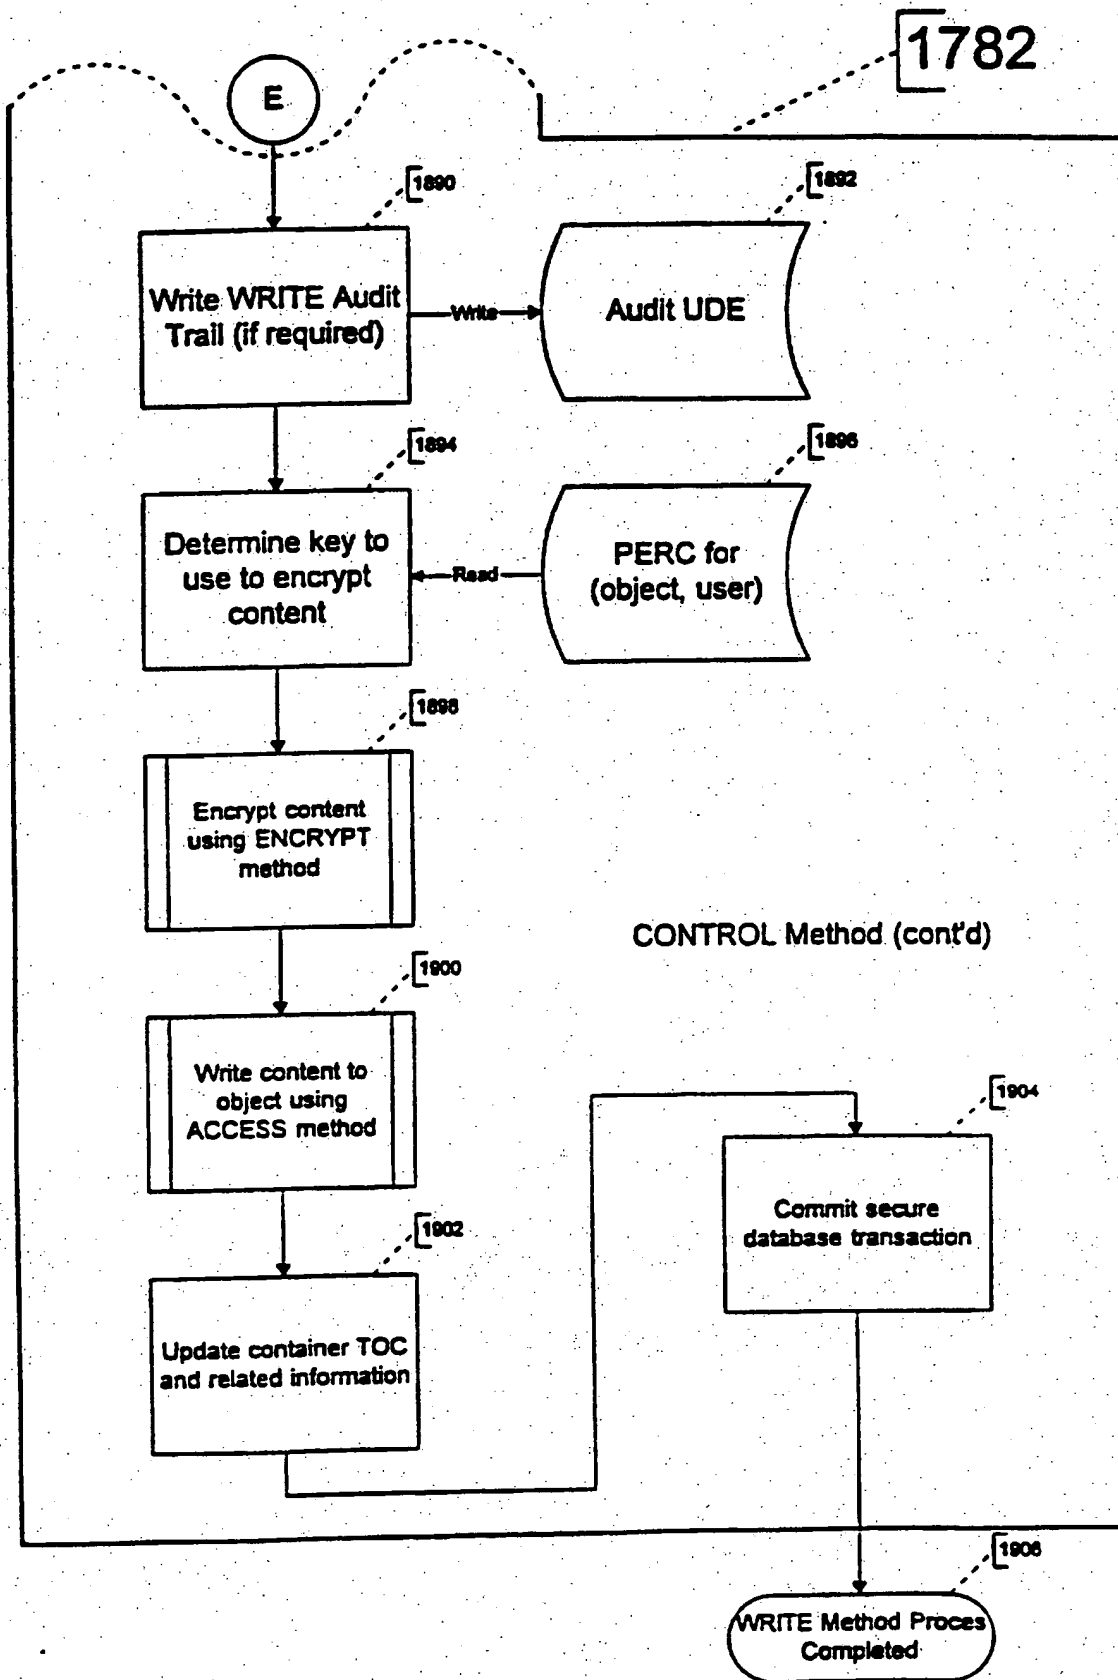 1782
E
1890
Write WRITE Audit
Trail (if required)
Write
1892
Audit UDE
1894
Determine key to
use to encrypt
content
Read
1896
PERC for
(object, user)
1898
Encrypt content
using ENCRYPT
method
CONTROL Method (cont'd)
1900
Write content to
object using
ACCESS method
1902
Update container TOC
and related information
1904
Commit secure
database transaction
1906
WRITE Method Proces
Completed